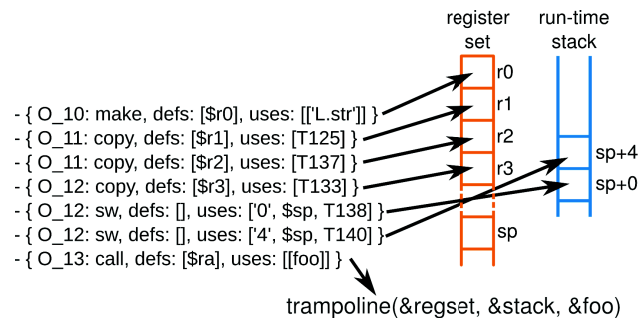 register set
run-time stack
- { O_10: make, defs: [$r0], uses: [['L.str']] }
- { O_11: copy, defs: [$r1], uses: [T125] }
- { O_11: copy, defs: [$r2], uses: [T137] }
- { O_12: copy, defs: [$r3], uses: [T133] }
- { O_12: sw, defs: [], uses: ['0', $sp, T138] }
- { O_12: sw, defs: [], uses: ['4', $sp, T140] }
- { O_13: call, defs: [$ra], uses: [[foo]] }
r0
r1
r2
r3
sp
sp+4
sp+0
trampoline(&regset, &stack, &foo)